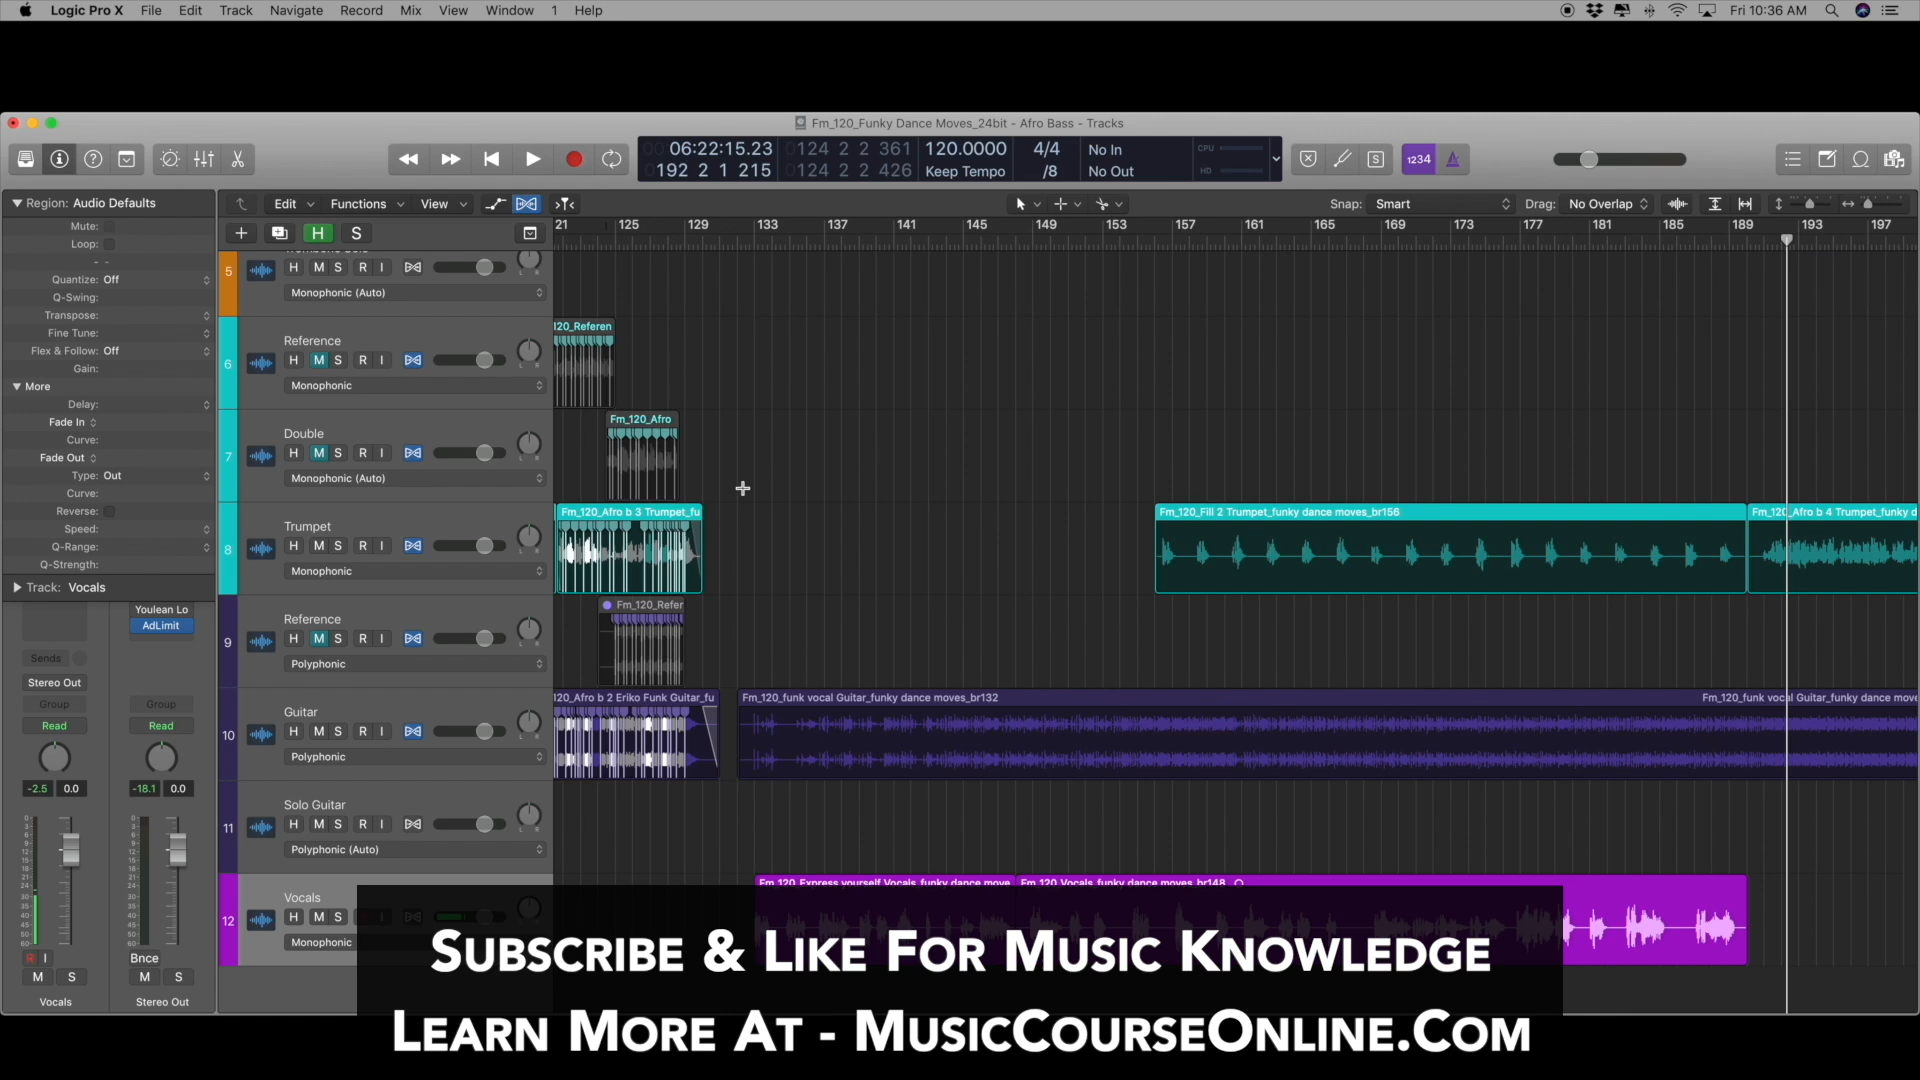 Logic Pro X File Edit Track Navigate Record Mix View Window 1 Help Fri 10:36 AM
Fm_120_Funky Dance Moves_24bit - Afro Bass - Tracks
06:22:15.23 124 2 2 361 120.0000 4/4 No In CPU
192 2 1 215 124 2 2 426 Keep Tempo /8 No Out HD
1234
Region: Audio Defaults
Edit Functions View Snap: Smart Drag: No Overlap
H S
21 125 129 133 137 141 145 149 153 157 161 165 169 173 177 181 185 189 193 197
Mute:
Loop:
Quantize: Off
Q-Swing:
Transpose:
Fine Tune:
Flex & Follow: Off
Gain:
More
Delay:
Fade In
Curve:
Fade Out
Type: Out
Curve:
Reverse:
Speed:
Q-Range:
Q-Strength:
Track: Vocals
Youlean Lo
AdLimit
Sends
Stereo Out
Group Group
Read Read
-2.5 0.0 -18.1 0.0
R I Bnce
M S M S
Vocals Stereo Out
5 H M S R I
Monophonic (Auto)
Reference
6 H M S R I
Monophonic
120_Referen
Double
7 H M S R I
Monophonic (Auto)
Fm_120_Afro
Trumpet
8 H M S R I
Monophonic
Fm_120_Afro b 3 Trumpet_fu
Fm_120_Fill 2 Trumpet_funky dance moves_br156
Fm_120_Afro b 4 Trumpet_funky d
Reference
9 H M S R I
Polyphonic
Fm_120_Refer
Guitar
10 H M S R I
Polyphonic
120_Afro b 2 Eriko Funk Guitar_fu
Fm_120_funk vocal Guitar_funky dance moves_br132
Fm_120_funk vocal Guitar_funky dance move
Solo Guitar
11 H M S R I
Polyphonic (Auto)
Vocals
12 H M S
Monophonic
Fm_120_Express yourself Vocals_funky dance move
Fm_120_Vocals_funky dance moves_br148
Subscribe & Like For Music Knowledge
Learn More At - MusicCourseOnline.Com